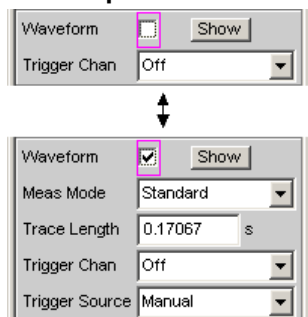 Waveform Show
Trigger Chan Off
Waveform Show
Meas Mode Standard
Trace Length 0.17067 s
Trigger Chan Off
Trigger Source Manual